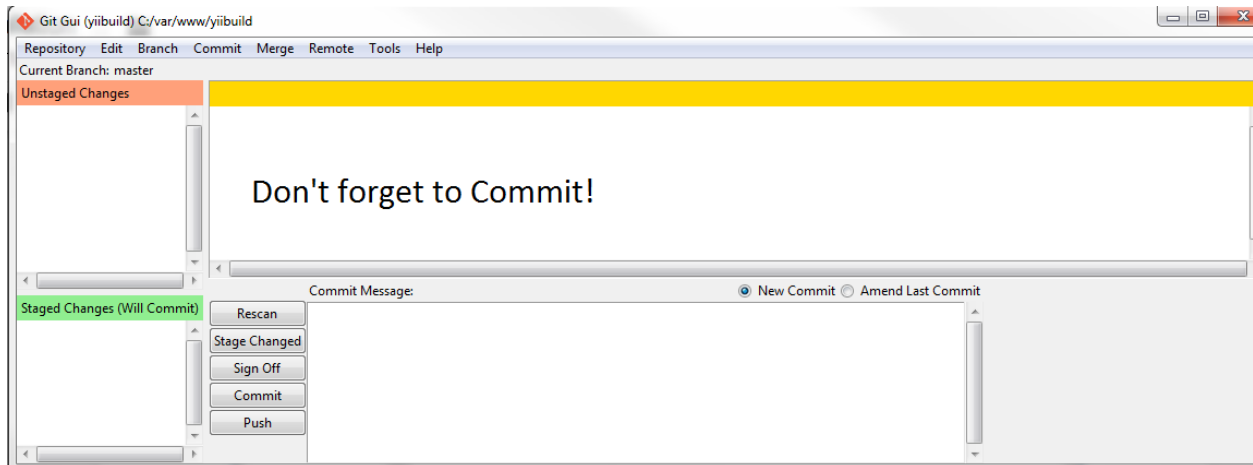 Git Gui (yiibuild) C:/var/www/yiibuild
Repository Edit Branch Commit Merge Remote Tools Help
Current Branch: master
Unstaged Changes
Don't forget to Commit!
Staged Changes (Will Commit)
Commit Message:
New Commit Amend Last Commit
Rescan
Stage Changed
Sign Off
Commit
Push